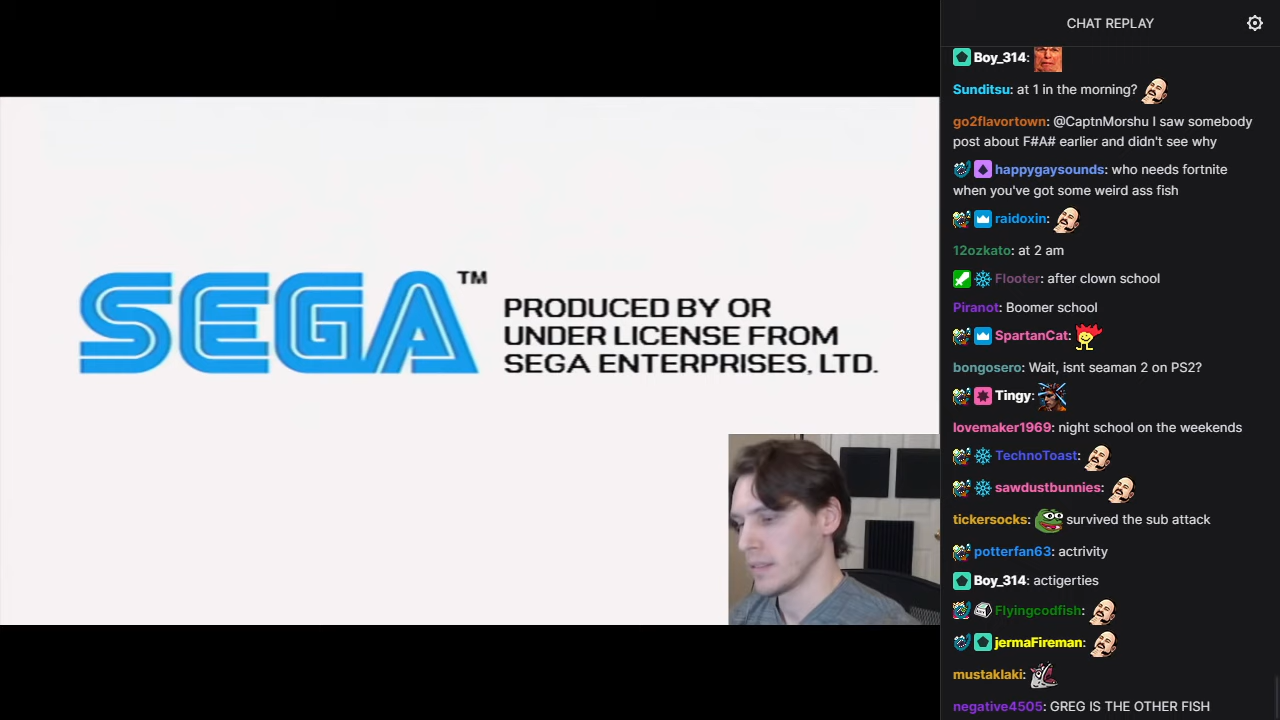 SEGA™
PRODUCED BY OR
UNDER LICENSE FROM
SEGA ENTERPRISES, LTD.
CHAT REPLAY
Boy_314:
Sunditsu: at 1 in the morning?
go2flavortown: @CaptnMorshu I saw somebody
post about F#A# earlier and didn't see why
happygaysounds: who needs fortnite
when you've got some weird ass fish
raidoxin:
12ozkato: at 2 am
Flooter: after clown school
Piranot: Boomer school
SpartanCat:
bongosero: Wait, isnt seaman 2 on PS2?
Tingy:
lovemaker1969: night school on the weekends
TechnoToast:
sawdustbunnies:
tickersocks: survived the sub attack
potterfan63: actrivity
Boy_314: actigerties
Flyingcodfish:
jermaFireman:
mustaklaki:
negative4505: GREG IS THE OTHER FISH